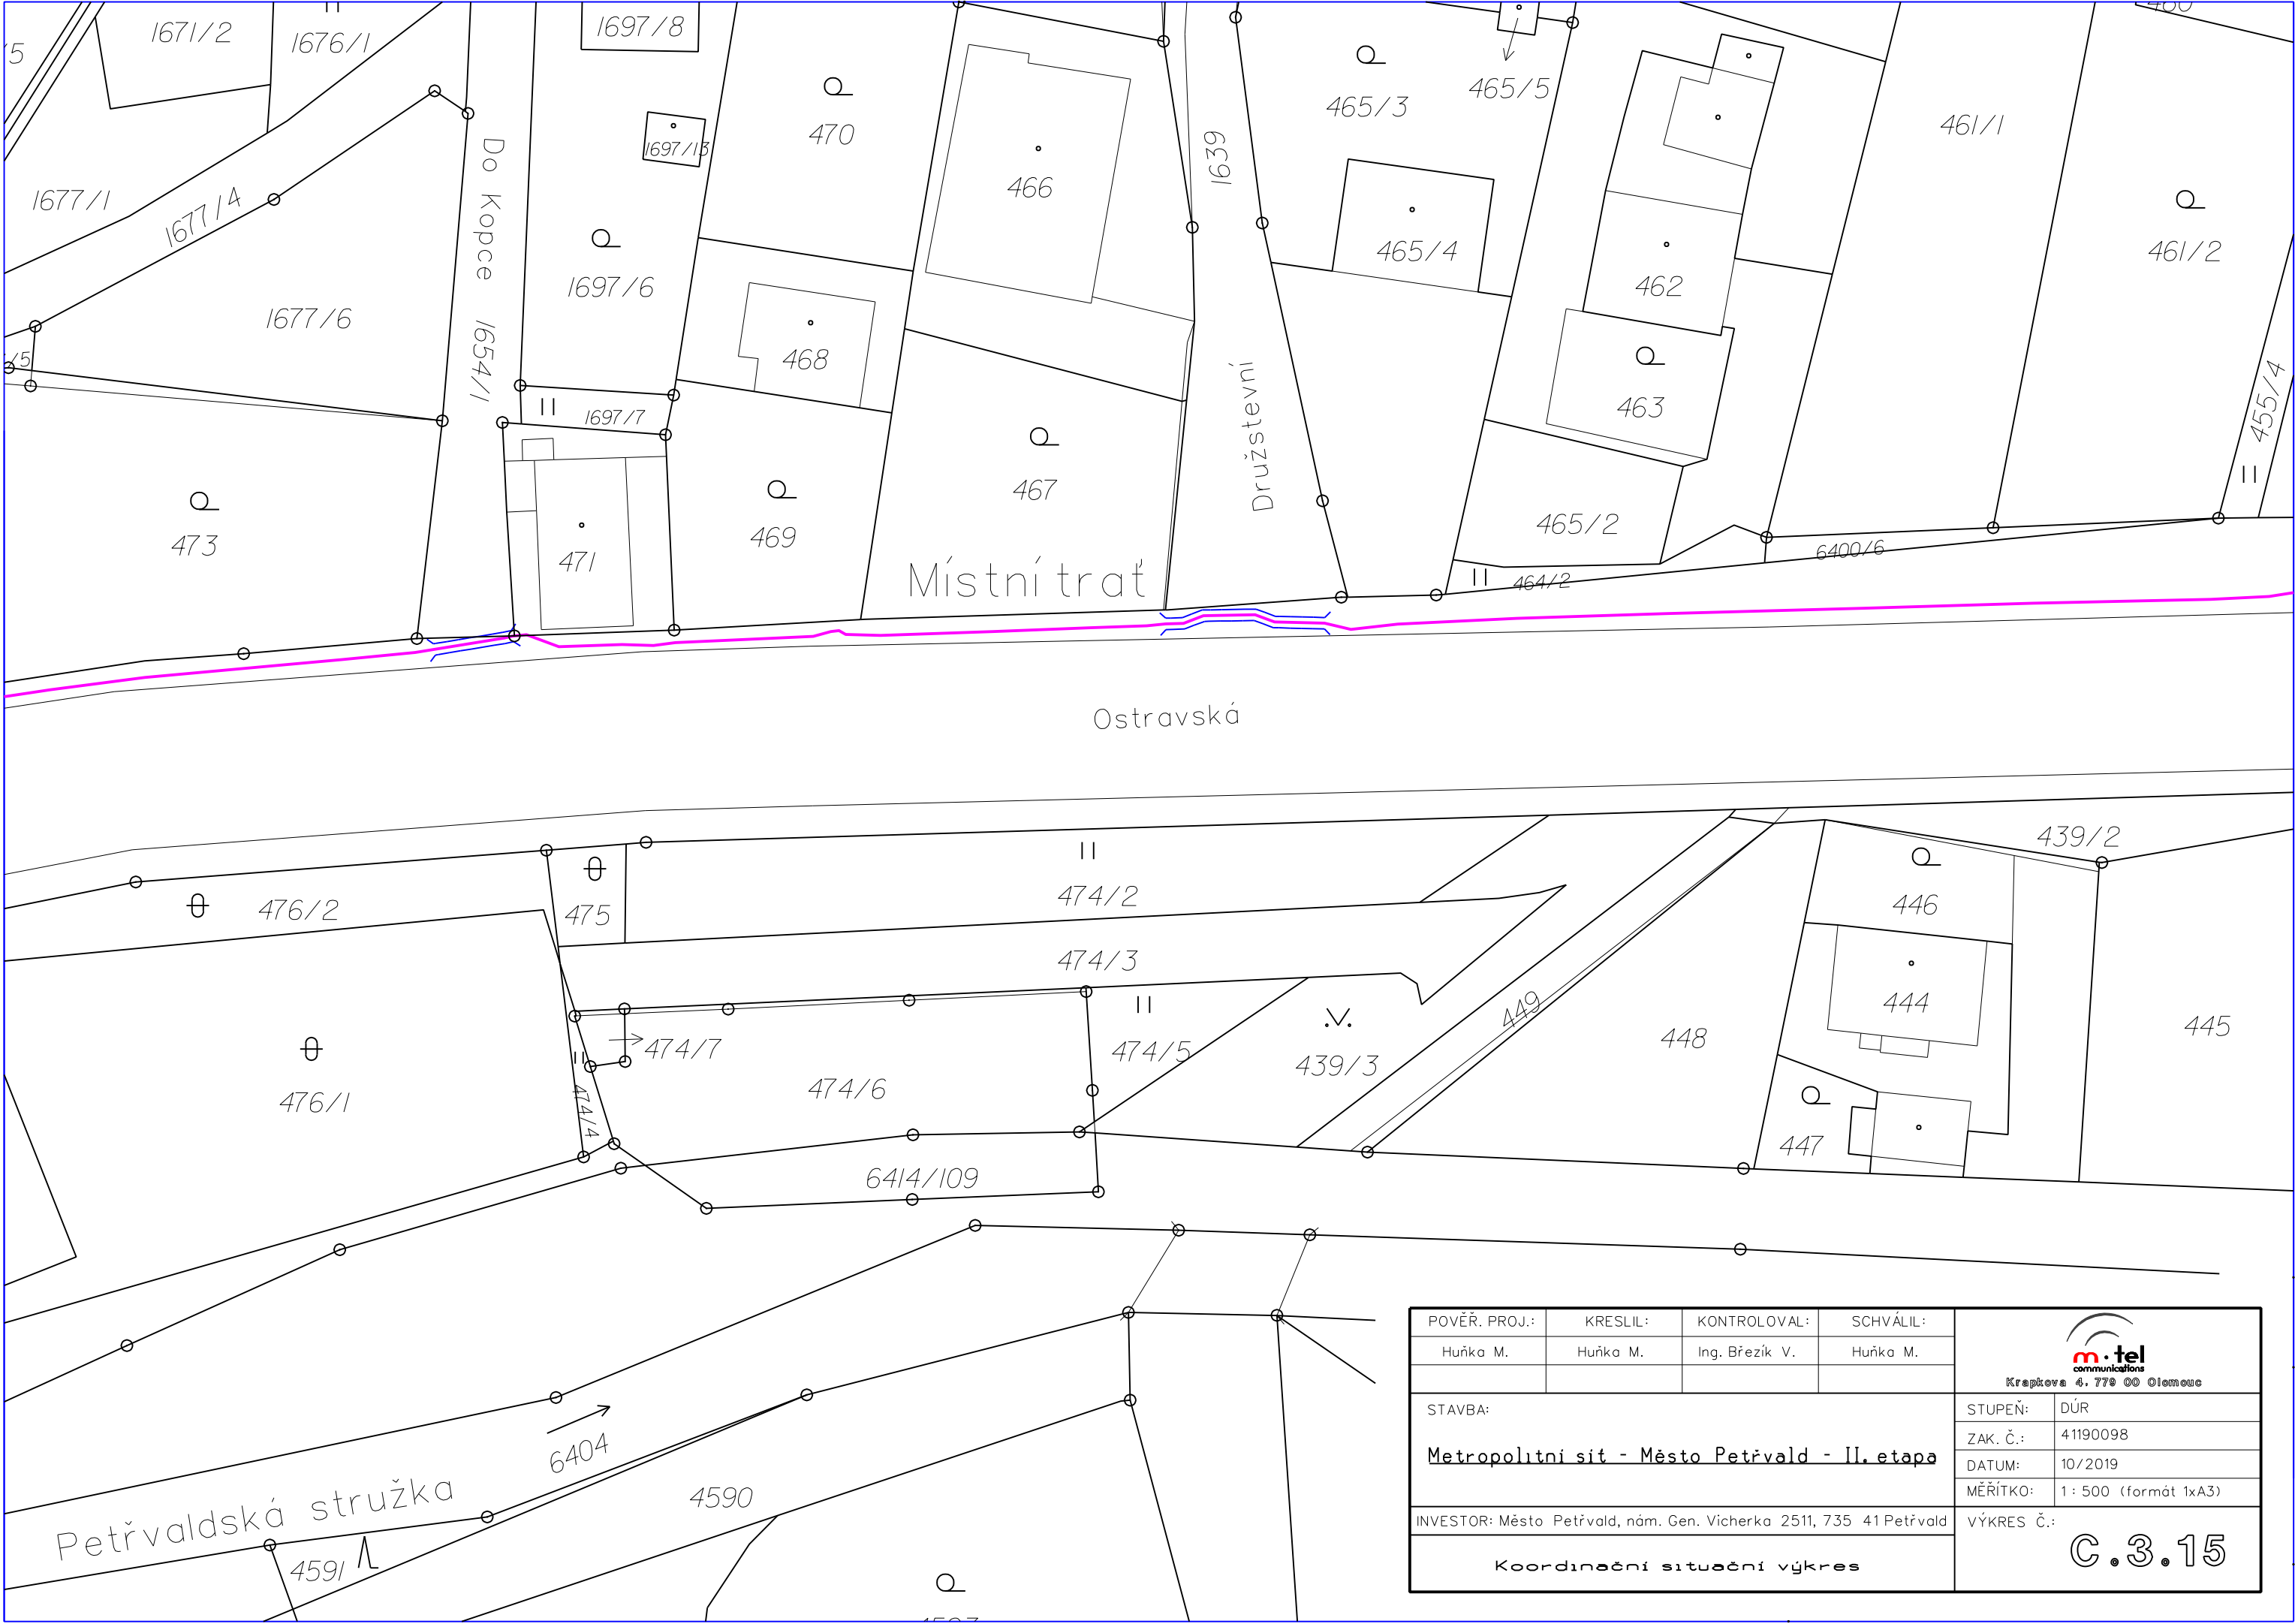 1671/2
1676/1
1697/8
465/3
465/5
470
461/1
1697/13
1639
466
1677/1
1677/4
Do Kopce
465/4
461/2
1697/6
462
1677/6
1654/1
468
463
Družstevní
455/4
1697/7
467
473
469
465/2
471
6400/6
Místní trať
464/2
Ostravská
439/2
476/2
475
474/2
446
474/3
444
449
448
445
474/7
474/5
439/3
474/6
476/1
474/4
447
6414/109
6404
Petřvaldská stružka
4590
4591
POVĚŘ. PROJ.: KRESLIL: KONTROLOVAL: SCHVÁLIL:
Huňka M. Huňka M. Ing. Březík V. Huňka M.
m·tel
communications
Krapkova 4, 779 00 Olomouc
STAVBA:
Metropolitní síť - Město Petřvald - II. etapa
STUPEŇ: DÚR
ZAK. Č.: 41190098
DATUM: 10/2019
MĚŘÍTKO: 1 : 500 (formát 1xA3)
INVESTOR: Město Petřvald, nám. Gen. Vicherka 2511, 735 41 Petřvald
VÝKRES Č.:
C.3.15
Koordinační situační výkres